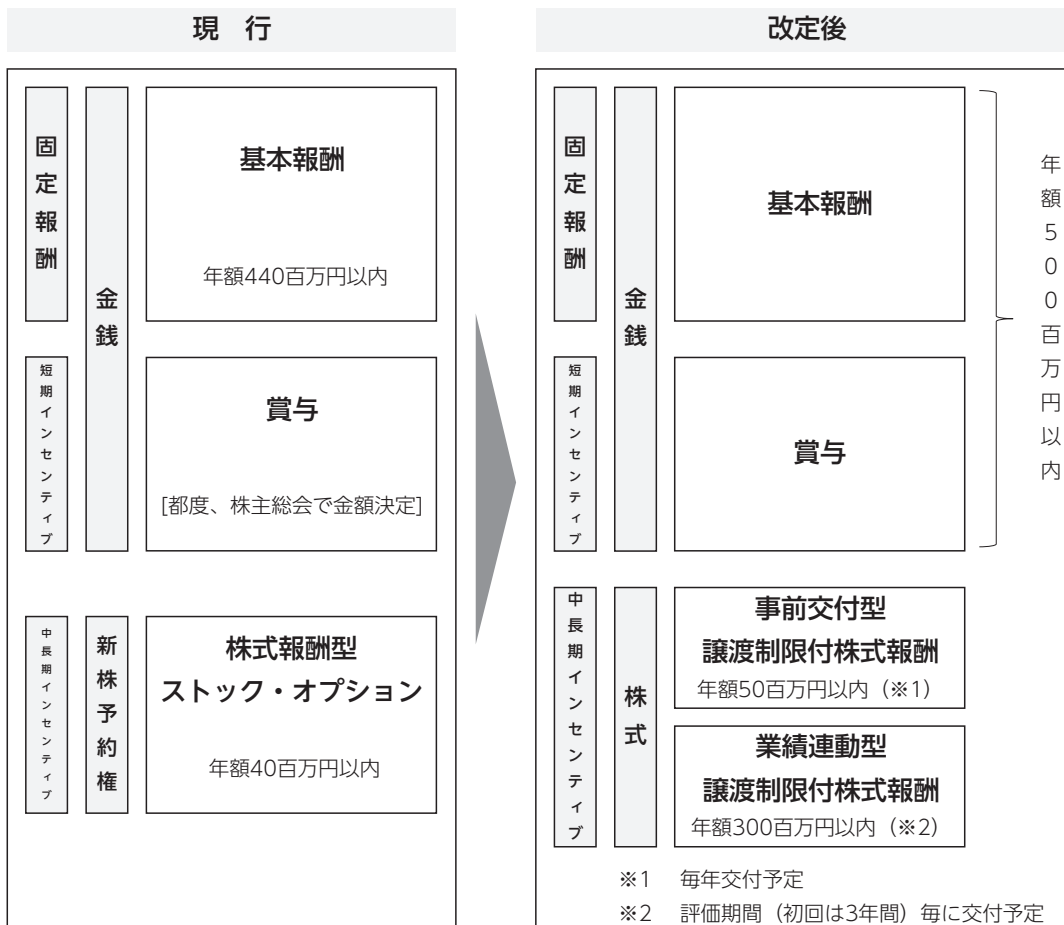 現　行
固定報酬
金銭
基本報酬
年額440百万円以内
短期インセンティブ
賞与
[都度、株主総会で金額決定]
中長期インセンティブ
新株予約権
株式報酬型
ストック・オプション
年額40百万円以内
改定後
固定報酬
金銭
基本報酬
年額500百万円以内
短期インセンティブ
賞与
中長期インセンティブ
株式
事前交付型
譲渡制限付株式報酬
年額50百万円以内（※1）
業績連動型
譲渡制限付株式報酬
年額300百万円以内（※2）
※1　毎年交付予定
※2　評価期間（初回は3年間）毎に交付予定